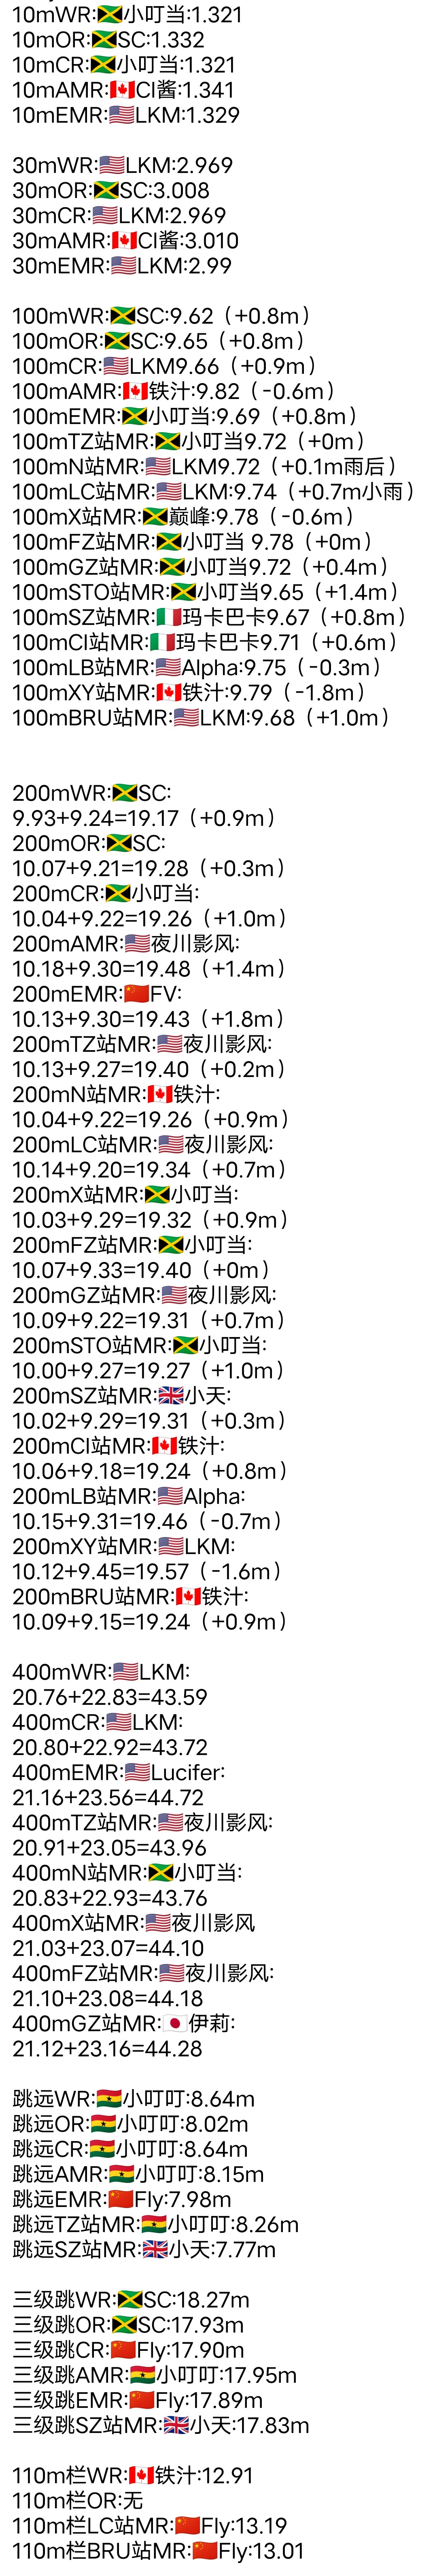 10mWR:🇯🇲小叮当:1.321
10mOR:🇯🇲SC:1.332
10mCR:🇯🇲小叮当:1.321
10mAMR:🇨🇦CI酱:1.341
10mEMR:🇺🇸LKM:1.329
30mWR:🇺🇸LKM:2.969
30mOR:🇯🇲SC:3.008
30mCR:🇺🇸LKM:2.969
30mAMR:🇨🇦CI酱:3.010
30mEMR:🇺🇸LKM:2.99
100mWR:🇯🇲SC:9.62（+0.8m）
100mOR:🇯🇲SC:9.65（+0.8m）
100mCR:🇺🇸LKM9.66（+0.9m）
100mAMR:🇨🇦铁汁:9.82（-0.6m）
100mEMR:🇯🇲小叮当:9.69（+0.8m）
100mTZ站MR:🇯🇲小叮当9.72（+0m）
100mN站MR:🇺🇸LKM9.72（+0.1m雨后）
100mLC站MR:🇺🇸LKM:9.74（+0.7m小雨）
100mX站MR:🇯🇲巅峰:9.78（-0.6m）
100mFZ站MR:🇯🇲小叮当 9.78（+0m）
100mGZ站MR:🇯🇲小叮当9.72（+0.4m）
100mSTO站MR:🇯🇲小叮当9.65（+1.4m）
100mSZ站MR:🇮🇹玛卡巴卡9.67（+0.8m）
100mCI站MR:🇮🇹玛卡巴卡9.71（+0.6m）
100mLB站MR:🇺🇸Alpha:9.75（-0.3m）
100mXY站MR:🇨🇦铁汁:9.79（-1.8m）
100mBRU站MR:🇺🇸LKM:9.68（+1.0m）
200mWR:🇯🇲SC:
9.93+9.24=19.17（+0.9m）
200mOR:🇯🇲SC:
10.07+9.21=19.28（+0.3m）
200mCR:🇯🇲小叮当:
10.04+9.22=19.26（+1.0m）
200mAMR:🇺🇸夜川影风:
10.18+9.30=19.48（+1.4m）
200mEMR:🇨🇳FV:
10.13+9.30=19.43（+1.8m）
200mTZ站MR:🇺🇸夜川影风:
10.13+9.27=19.40（+0.2m）
200mN站MR:🇨🇦铁汁:
10.04+9.22=19.26（+0.9m）
200mLC站MR:🇺🇸夜川影风:
10.14+9.20=19.34（+0.7m）
200mX站MR:🇯🇲小叮当:
10.03+9.29=19.32（+0.9m）
200mFZ站MR:🇯🇲小叮当:
10.07+9.33=19.40（+0m）
200mGZ站MR:🇺🇸夜川影风:
10.09+9.22=19.31（+0.7m）
200mSTO站MR:🇯🇲小叮当:
10.00+9.27=19.27（+1.0m）
200mSZ站MR:🇬🇧小天:
10.02+9.29=19.31（+0.3m）
200mCI站MR:🇨🇦铁汁:
10.06+9.18=19.24（+0.8m）
200mLB站MR:🇺🇸Alpha:
10.15+9.31=19.46（-0.7m）
200mXY站MR:🇺🇸LKM:
10.12+9.45=19.57（-1.6m）
200mBRU站MR:🇨🇦铁汁:
10.09+9.15=19.24（+0.9m）
400mWR:🇺🇸LKM:
20.76+22.83=43.59
400mCR:🇺🇸LKM:
20.80+22.92=43.72
400mEMR:🇺🇸Lucifer:
21.16+23.56=44.72
400mTZ站MR:🇺🇸夜川影风:
20.91+23.05=43.96
400mN站MR:🇯🇲小叮当:
20.83+22.93=43.76
400mX站MR:🇺🇸夜川影风
21.03+23.07=44.10
400mFZ站MR:🇺🇸夜川影风:
21.10+23.08=44.18
400mGZ站MR:🇯🇵伊莉:
21.12+23.16=44.28
跳远WR:🇬🇭小叮叮:8.64m
跳远OR:🇬🇭小叮叮:8.02m
跳远CR:🇬🇭小叮叮:8.64m
跳远AMR:🇬🇭小叮叮:8.15m
跳远EMR:🇨🇳Fly:7.98m
跳远TZ站MR:🇬🇭小叮叮:8.26m
跳远SZ站MR:🇬🇧小天:7.77m
三级跳WR:🇯🇲SC:18.27m
三级跳OR:🇯🇲SC:17.93m
三级跳CR:🇨🇳Fly:17.90m
三级跳AMR:🇬🇭小叮叮:17.95m
三级跳EMR:🇨🇳Fly:17.89m
三级跳SZ站MR:🇬🇧小天:17.83m
110m栏WR:🇨🇦铁汁:12.91
110m栏OR:无
110m栏LC站MR:🇨🇳Fly:13.19
110m栏BRU站MR:🇨🇳Fly:13.01